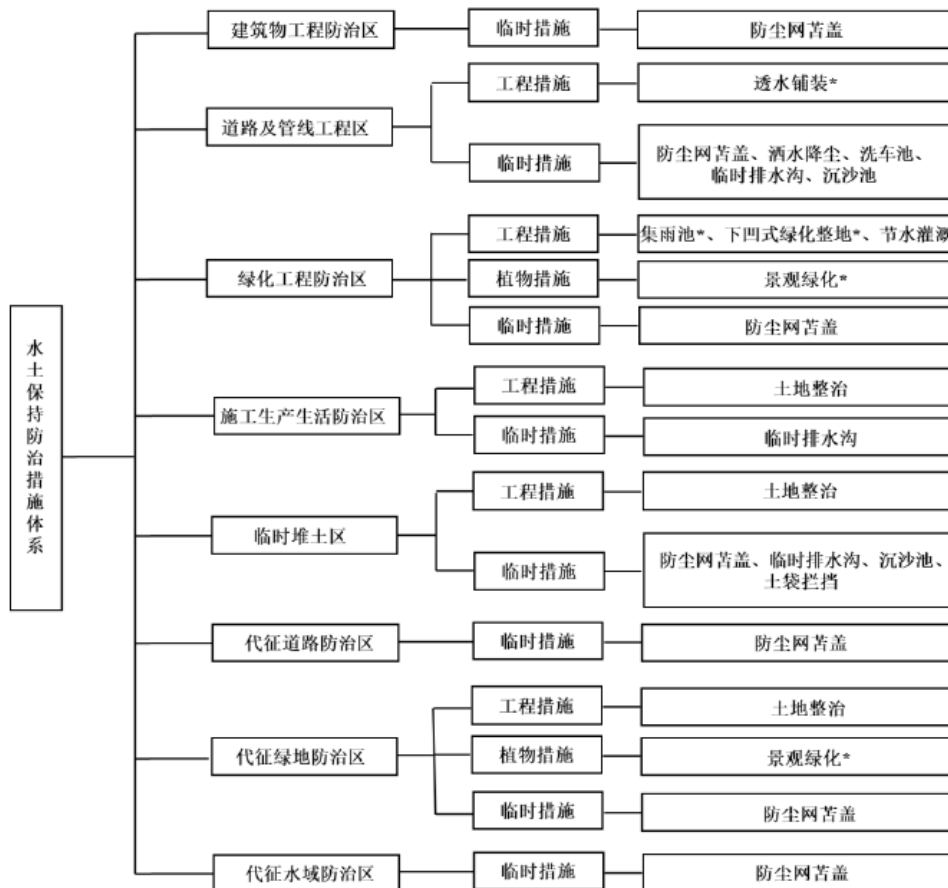 水土保持防治措施体系
建筑物工程防治区
临时措施
防尘网苫盖
道路及管线工程区
工程措施
透水铺装*
临时措施
防尘网苫盖、洒水降尘、洗车池、
临时排水沟、沉沙池
绿化工程防治区
工程措施
集雨池*、下凹式绿化整地*、节水灌溉
植物措施
景观绿化*
临时措施
防尘网苫盖
施工生产生活防治区
工程措施
土地整治
临时措施
临时排水沟
临时堆土区
工程措施
土地整治
临时措施
防尘网苫盖、临时排水沟、沉沙池、
土袋拦挡
代征道路防治区
临时措施
防尘网苫盖
代征绿地防治区
工程措施
土地整治
植物措施
景观绿化*
临时措施
防尘网苫盖
代征水域防治区
临时措施
防尘网苫盖